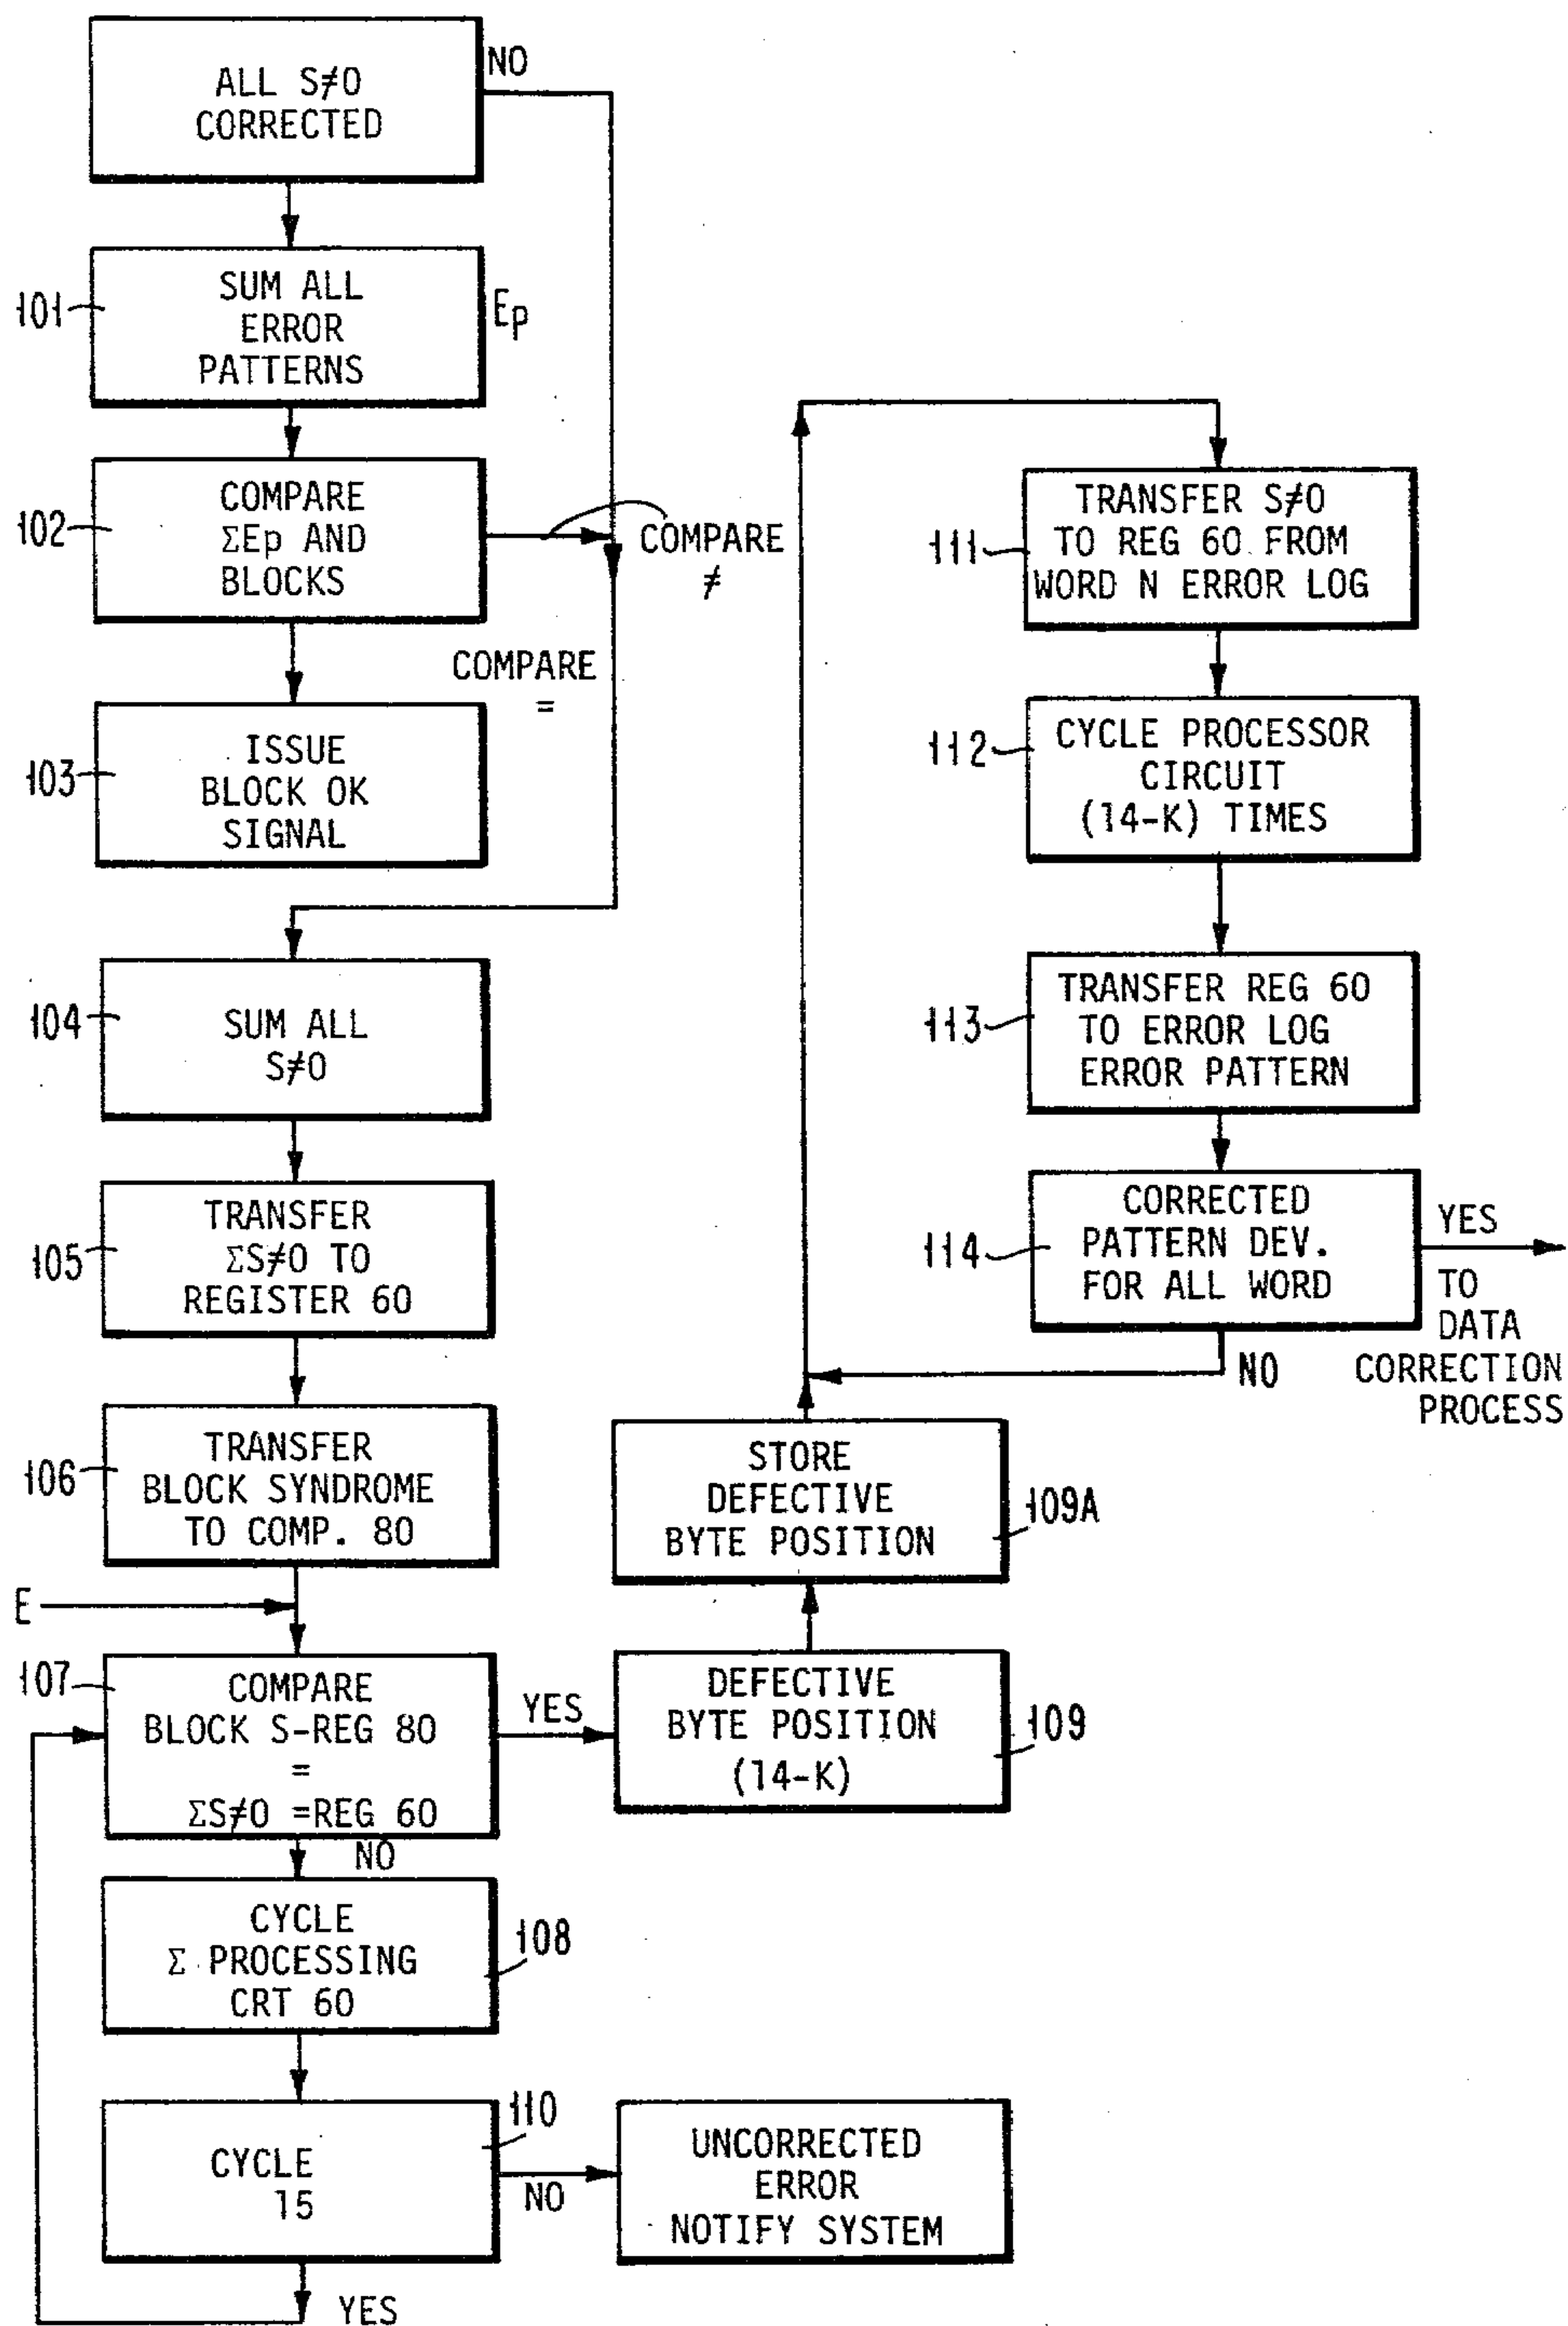 ALL S≠0
CORRECTED
NO
101
SUM ALL
ERROR
PATTERNS
Ep
102
COMPARE
ΣEp AND
BLOCKS
COMPARE
≠
COMPARE
=
103
ISSUE
BLOCK OK
SIGNAL
104
SUM ALL
S≠0
105
TRANSFER
ΣS≠0 TO
REGISTER 60
106
TRANSFER
BLOCK SYNDROME
TO COMP. 80
E
107
COMPARE
BLOCK S-REG 80
=
ΣS≠0 =REG 60
YES
NO
CYCLE
Σ PROCESSING
CRT 60
108
CYCLE
15
110
NO
YES
UNCORRECTED
ERROR
NOTIFY SYSTEM
DEFECTIVE
BYTE POSITION
(14-K)
109
STORE
DEFECTIVE
BYTE POSITION
109A
111
TRANSFER S≠0
TO REG 60 FROM
WORD N ERROR LOG
112
CYCLE PROCESSOR
CIRCUIT
(14-K) TIMES
113
TRANSFER REG 60
TO ERROR LOG
ERROR PATTERN
114
CORRECTED
PATTERN DEV.
FOR ALL WORD
YES
TO
DATA
CORRECTION
PROCESS
NO